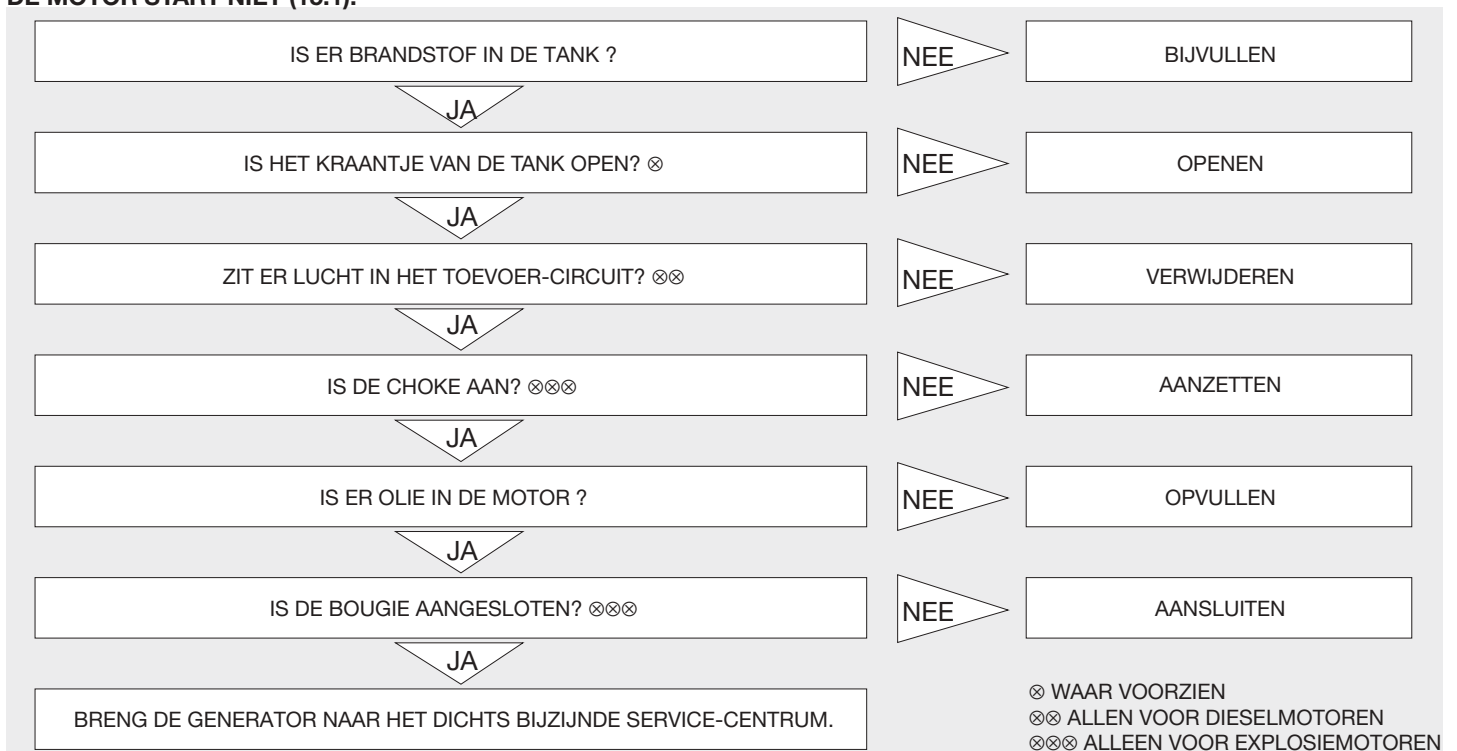 DE MOTOR START NIET (15.1).
IS ER BRANDSTOF IN DE TANK ?
NEE
BIJVULLEN
JA
IS HET KRAANTJE VAN DE TANK OPEN? ⊗
NEE
OPENEN
JA
ZIT ER LUCHT IN HET TOEVOER-CIRCUIT? ⊗⊗
NEE
VERWIJDEREN
JA
IS DE CHOKE AAN? ⊗⊗⊗
NEE
AANZETTEN
JA
IS ER OLIE IN DE MOTOR ?
NEE
OPVULLEN
JA
IS DE BOUGIE AANGESLOTEN? ⊗⊗⊗
NEE
AANSLUITEN
JA
BRENG DE GENERATOR NAAR HET DICHTS BIJZIJNDE SERVICE-CENTRUM.
⊗ WAAR VOORZIEN
⊗⊗ ALLEN VOOR DIESELMOTOREN
⊗⊗⊗ ALLEEN VOOR EXPLOSIEMOTOREN